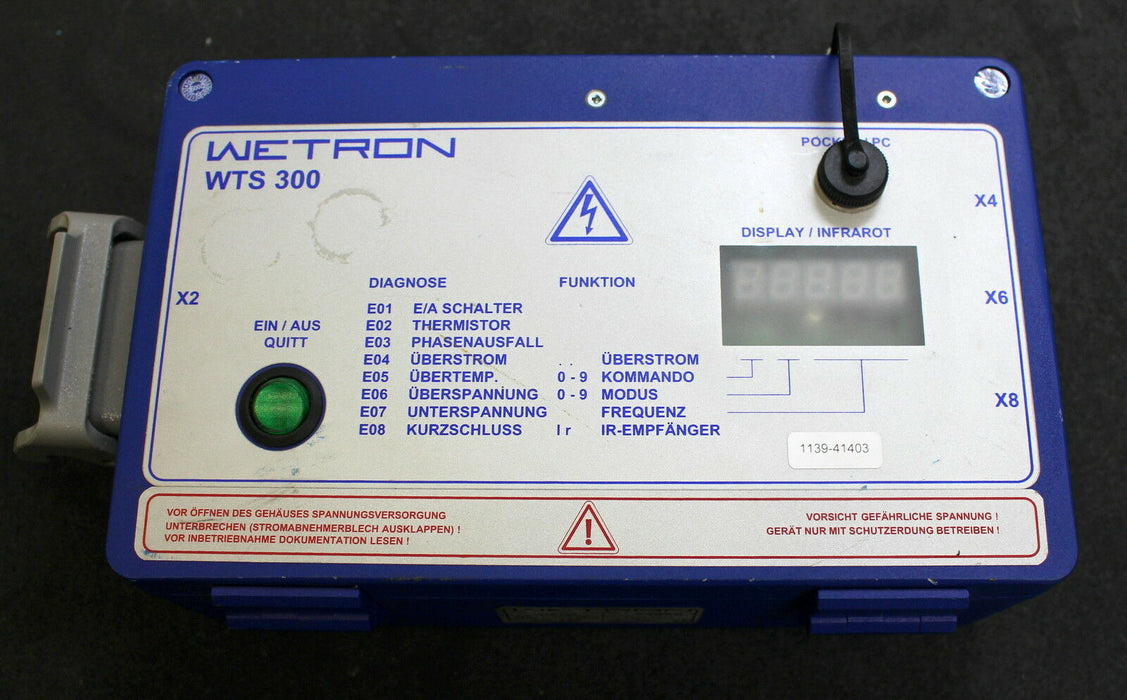 WETRON
WTS 300
PC
X4
DISPLAY / INFRAROT
X2
X6
X8
EIN / AUS
QUITT
DIAGNOSE FUNKTION
E01 E/A SCHALTER
E02 THERMISTOR
E03 PHASENAUSFALL
E04 ÜBERSTROM . . ÜBERSTROM
E05 ÜBERTEMP. 0 - 9 KOMMANDO
E06 ÜBERSPANNUNG 0 - 9 MODUS
E07 UNTERSPANNUNG FREQUENZ
E08 KURZSCHLUSS I r IR-EMPFÄNGER
1139-41403
VOR ÖFFNEN DES GEHÄUSES SPANNUNGSVERSORGUNG
UNTERBRECHEN (STROMABNEHMERBLECH AUSKLAPPEN) !
VOR INBETRIEBNAHME DOKUMENTATION LESEN !
VORSICHT GEFÄHRLICHE SPANNUNG !
GERÄT NUR MIT SCHUTZERDUNG BETREIBEN !